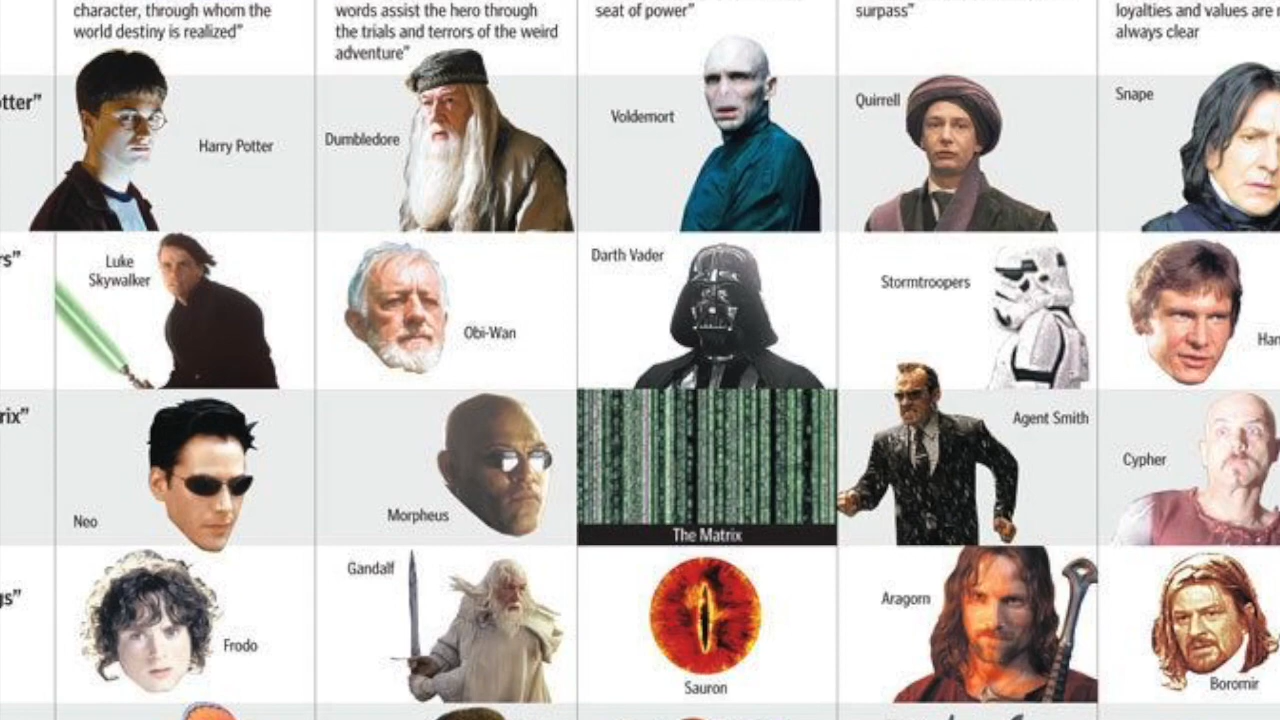 character, through whom the
world destiny is realized”
words assist the hero through
the trials and terrors of the weird
adventure”
seat of power”
surpass”
loyalties and values are
always clear
otter”
Harry Potter
Dumbledore
Voldemort
Quirrell
Snape
rs”
Luke
Skywalker
Obi-Wan
Darth Vader
Stormtroopers
Han
rix”
Neo
Morpheus
The Matrix
Agent Smith
Cypher
gs”
Frodo
Gandalf
Sauron
Aragorn
Boromir